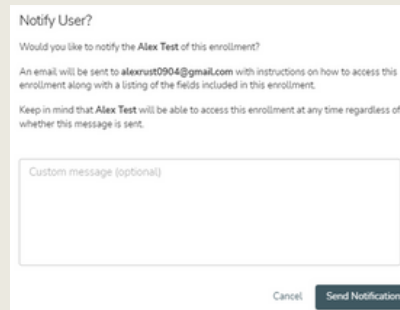 Notify User?
Would you like to notify the Alex Test of this enrollment?
An email will be sent to alexrust0904@gmail.com with instructions on how to access this
enrollment along with a listing of the fields included in this enrollment.
Keep in mind that Alex Test will be able to access this enrollment at any time regardless of
whether this message is sent.
Custom message (optional)
Cancel
Send Notification